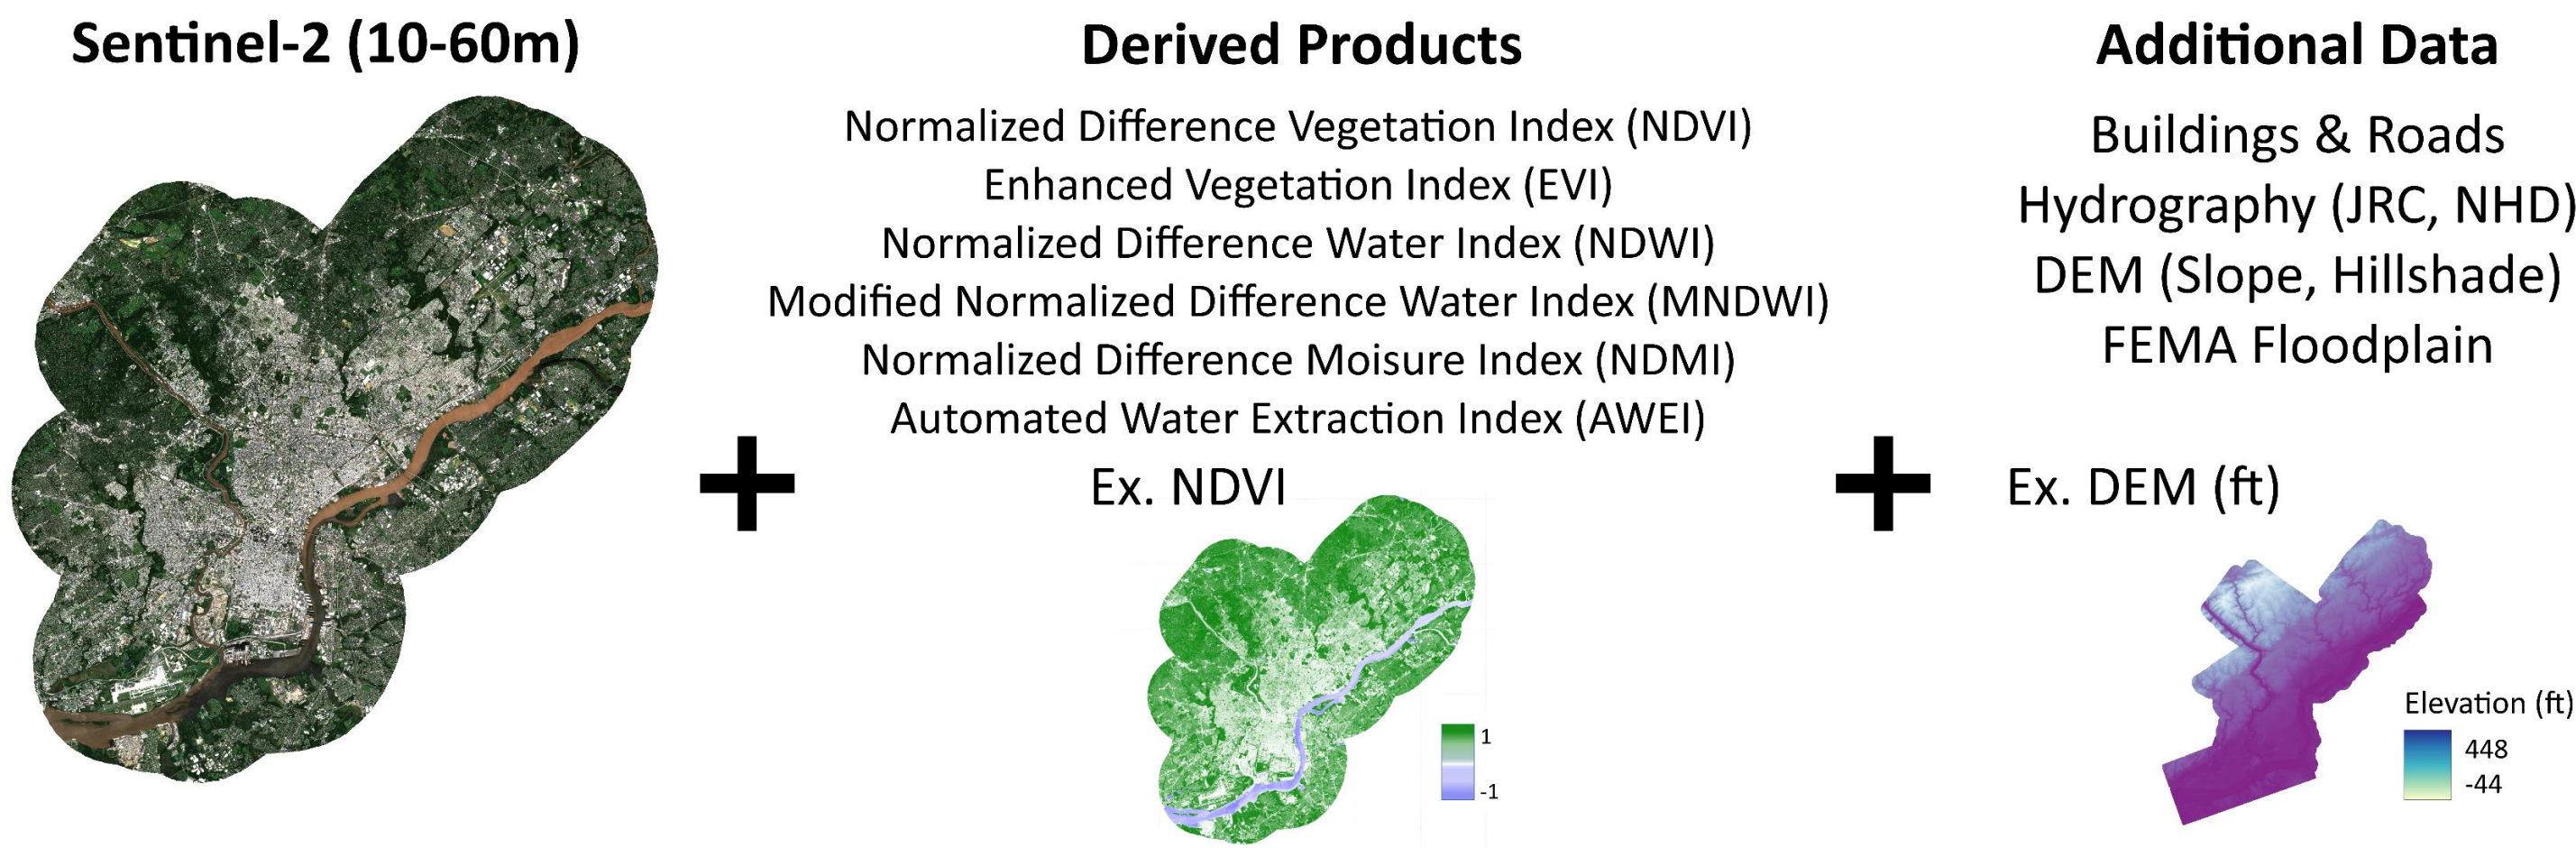 Sentinel-2 (10-60m)
Derived Products
Normalized Difference Vegetation Index (NDVI)
Enhanced Vegetation Index (EVI)
Normalized Difference Water Index (NDWI)
Modified Normalized Difference Water Index (MNDWI)
Normalized Difference Moisure Index (NDMI)
Automated Water Extraction Index (AWEI)
Ex. NDVI
1
-1
Additional Data
Buildings & Roads
Hydrography (JRC, NHD)
DEM (Slope, Hillshade)
FEMA Floodplain
Ex. DEM (ft)
Elevation (ft)
448
-44